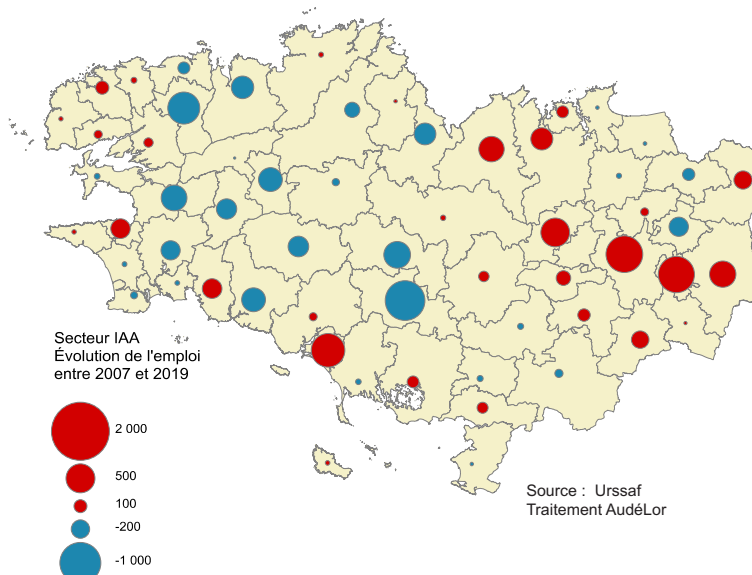 Secteur IAA
Évolution de l'emploi
entre 2007 et 2019
2 000
500
100
-200
-1 000
Source : Urssaf
Traitement AudéLor